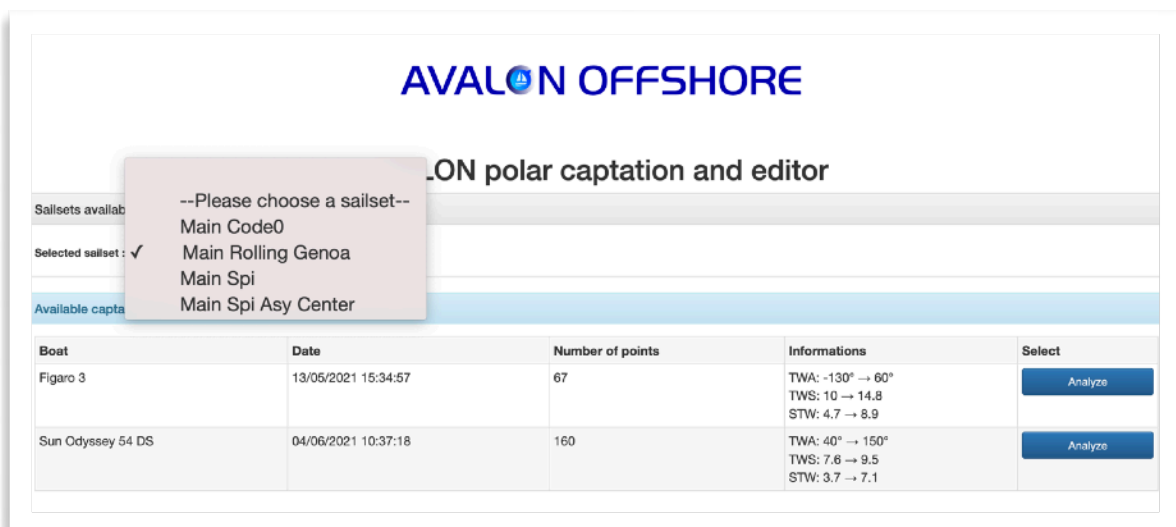 AVALON OFFSHORE
LON polar captation and editor
--Please choose a sailset--
Sailsets availab
Main Code0
Selected sailset : ✓ Main Rolling Genoa
Main Spi
Main Spi Asy Center
Available capta
Boat Date Number of points Informations Select
Figaro 3 13/05/2021 15:34:57 67 TWA: -130° → 60° Analyze
TWS: 10 → 14.8
STW: 4.7 → 8.9
Sun Odyssey 54 DS 04/06/2021 10:37:18 160 TWA: 40° → 150° Analyze
TWS: 7.6 → 9.5
STW: 3.7 → 7.1